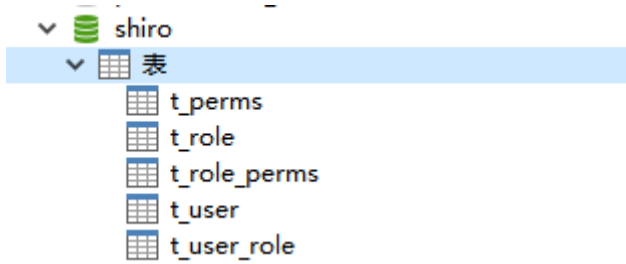 shiro
表
t_perms
t_role
t_role_perms
t_user
t_user_role